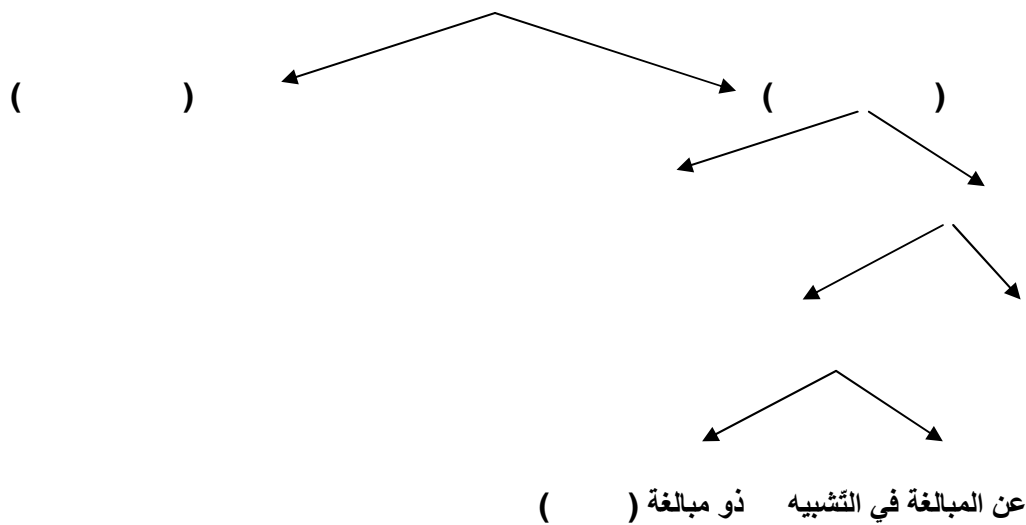 (                ) (                )
عن المبالغة في التّشبيه ذو مبالغة (        )